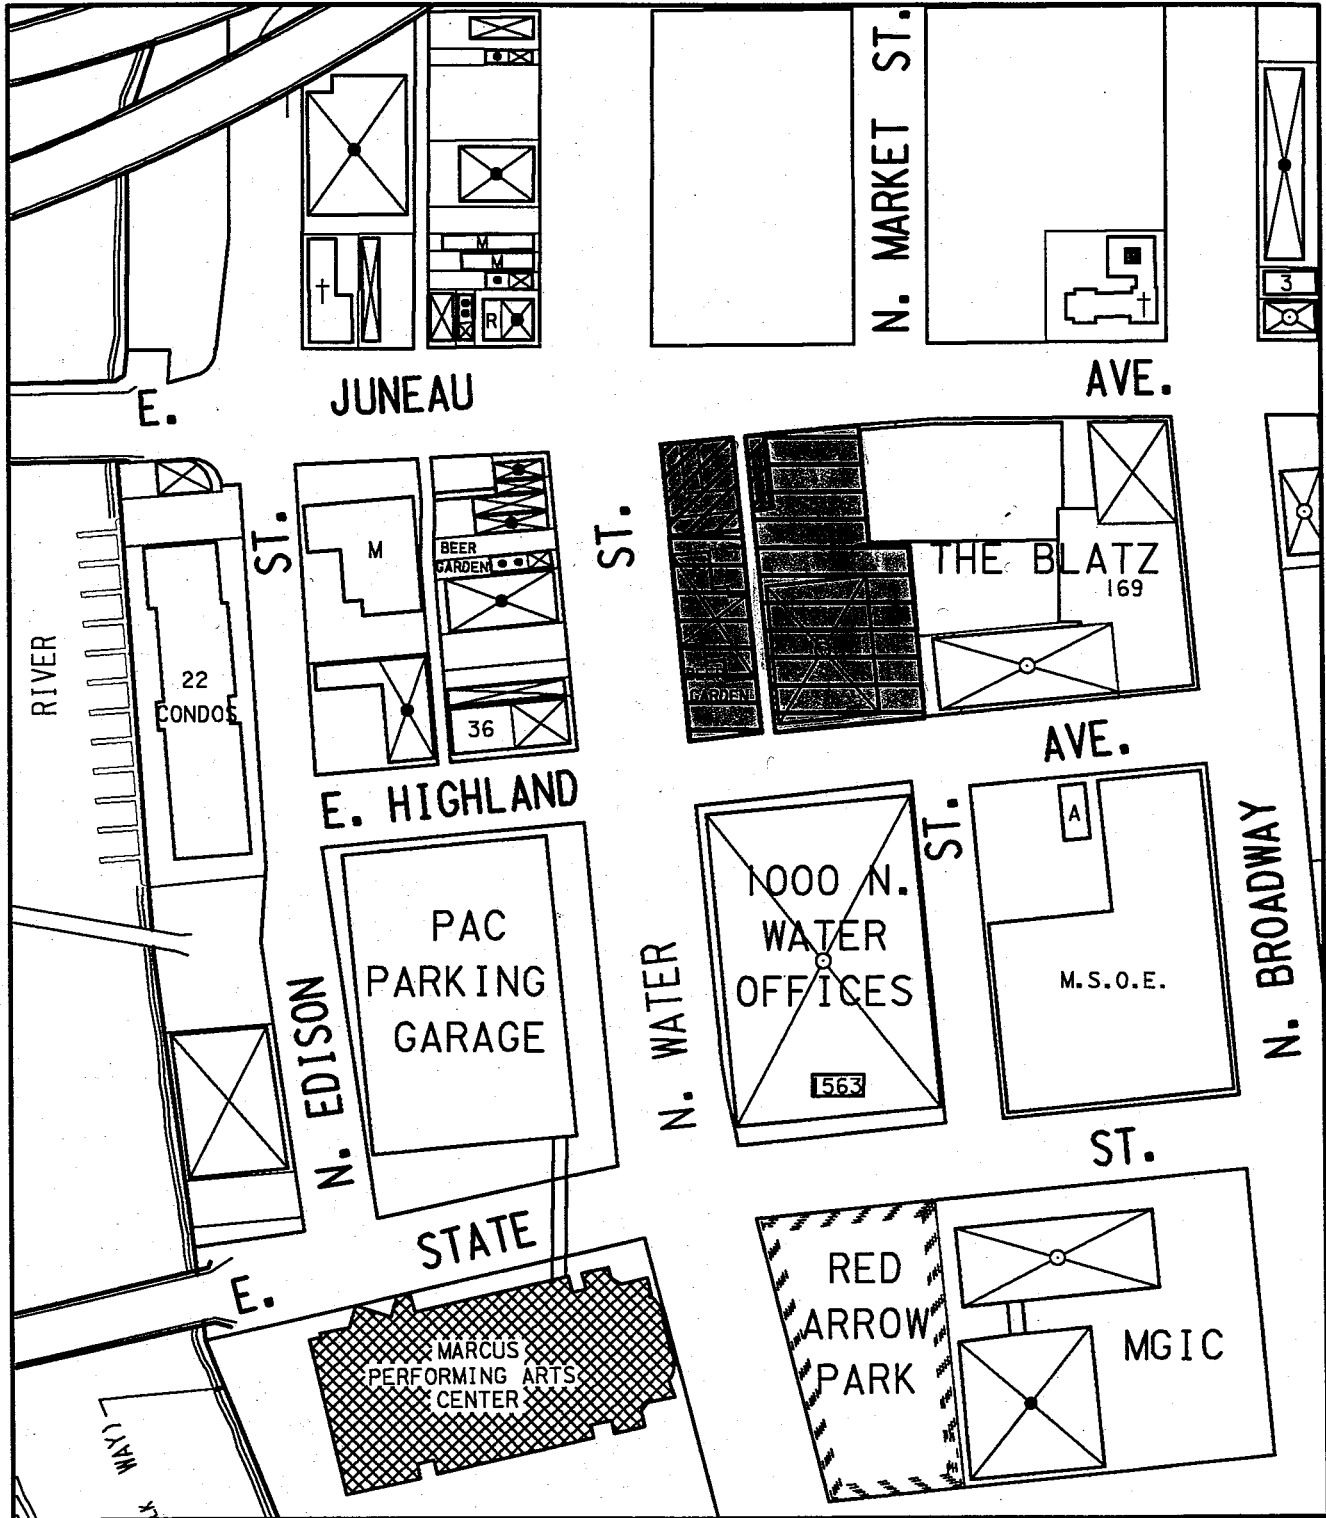 N. MARKET ST.
M
M
R
3
E. JUNEAU AVE.
ST.
ST.
M
BEER
GARDEN
THE BLATZ
169
RIVER
22
CONDOS
GARDEN
36
E. HIGHLAND AVE.
ST.
A
1000 N.
WATER
OFFICES
563
PAC
PARKING
GARAGE
M.S.O.E.
N. BROADWAY
N. EDISON
N. WATER
E. STATE ST.
RED
ARROW
PARK
MGIC
MARCUS
PERFORMING ARTS
CENTER
WAY)